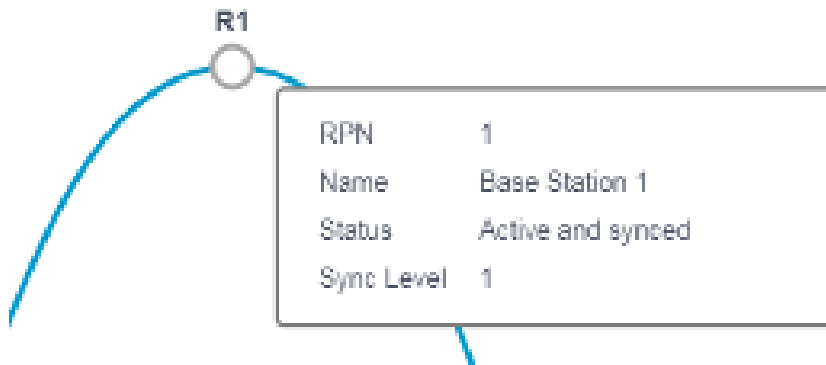 R1
RPN 1
Name Base Station 1
Status Active and synced
Sync Level 1